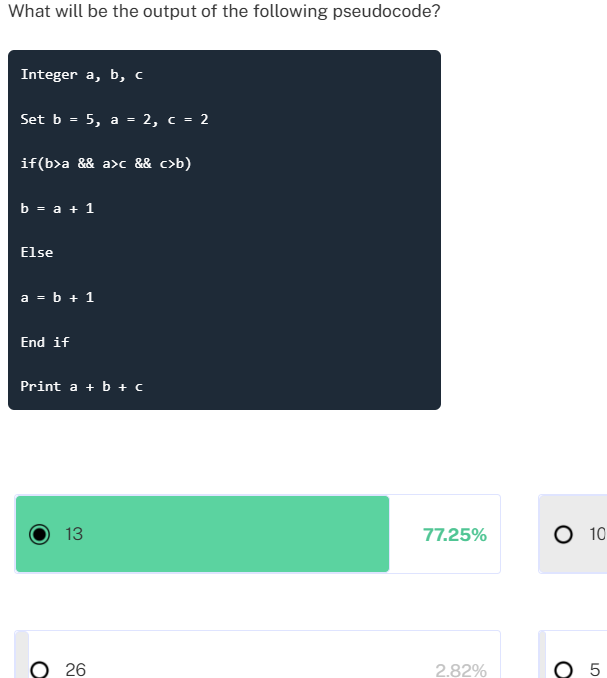 What will be the output of the following pseudocode?
Integer a, b, c
Set b = 5, a = 2, c = 2
if(b>a && a>c && c>b)
b = a + 1
Else
a = b + 1
End if
Print a + b + c
13 77.25% 10
26 2.82% 5